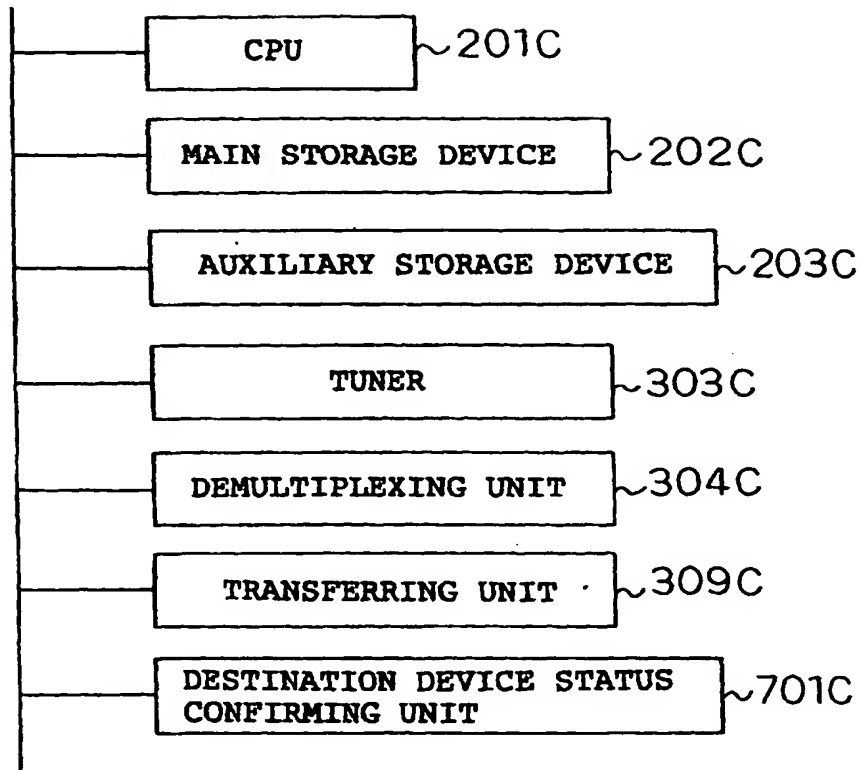 CPU 201C
MAIN STORAGE DEVICE 202C
AUXILIARY STORAGE DEVICE 203C
TUNER 303C
DEMULTIPLEXING UNIT 304C
TRANSFERRING UNIT 309C
DESTINATION DEVICE STATUS
CONFIRMING UNIT 701C